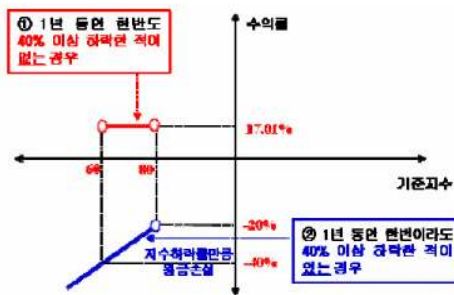 ① 1년 동안 한번도
40% 이상 하락한 적이
없는 경우
수익률
17.01%
60
80
기준지수
-20%
지수하락률만큼
원금손실
-40%
② 1년 동안 한번이라도
40% 이상 하락한 적이
있는 경우